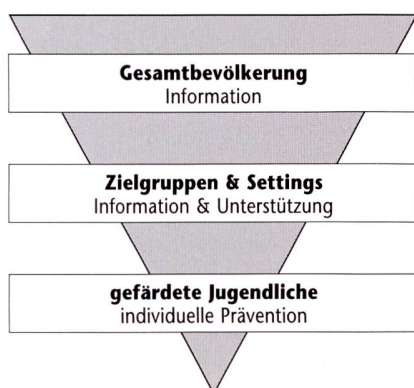 Gesamtbevölkerung
Information
Zielgruppen & Settings
Information & Unterstützung
gefärdete Jugendliche
individuelle Prävention